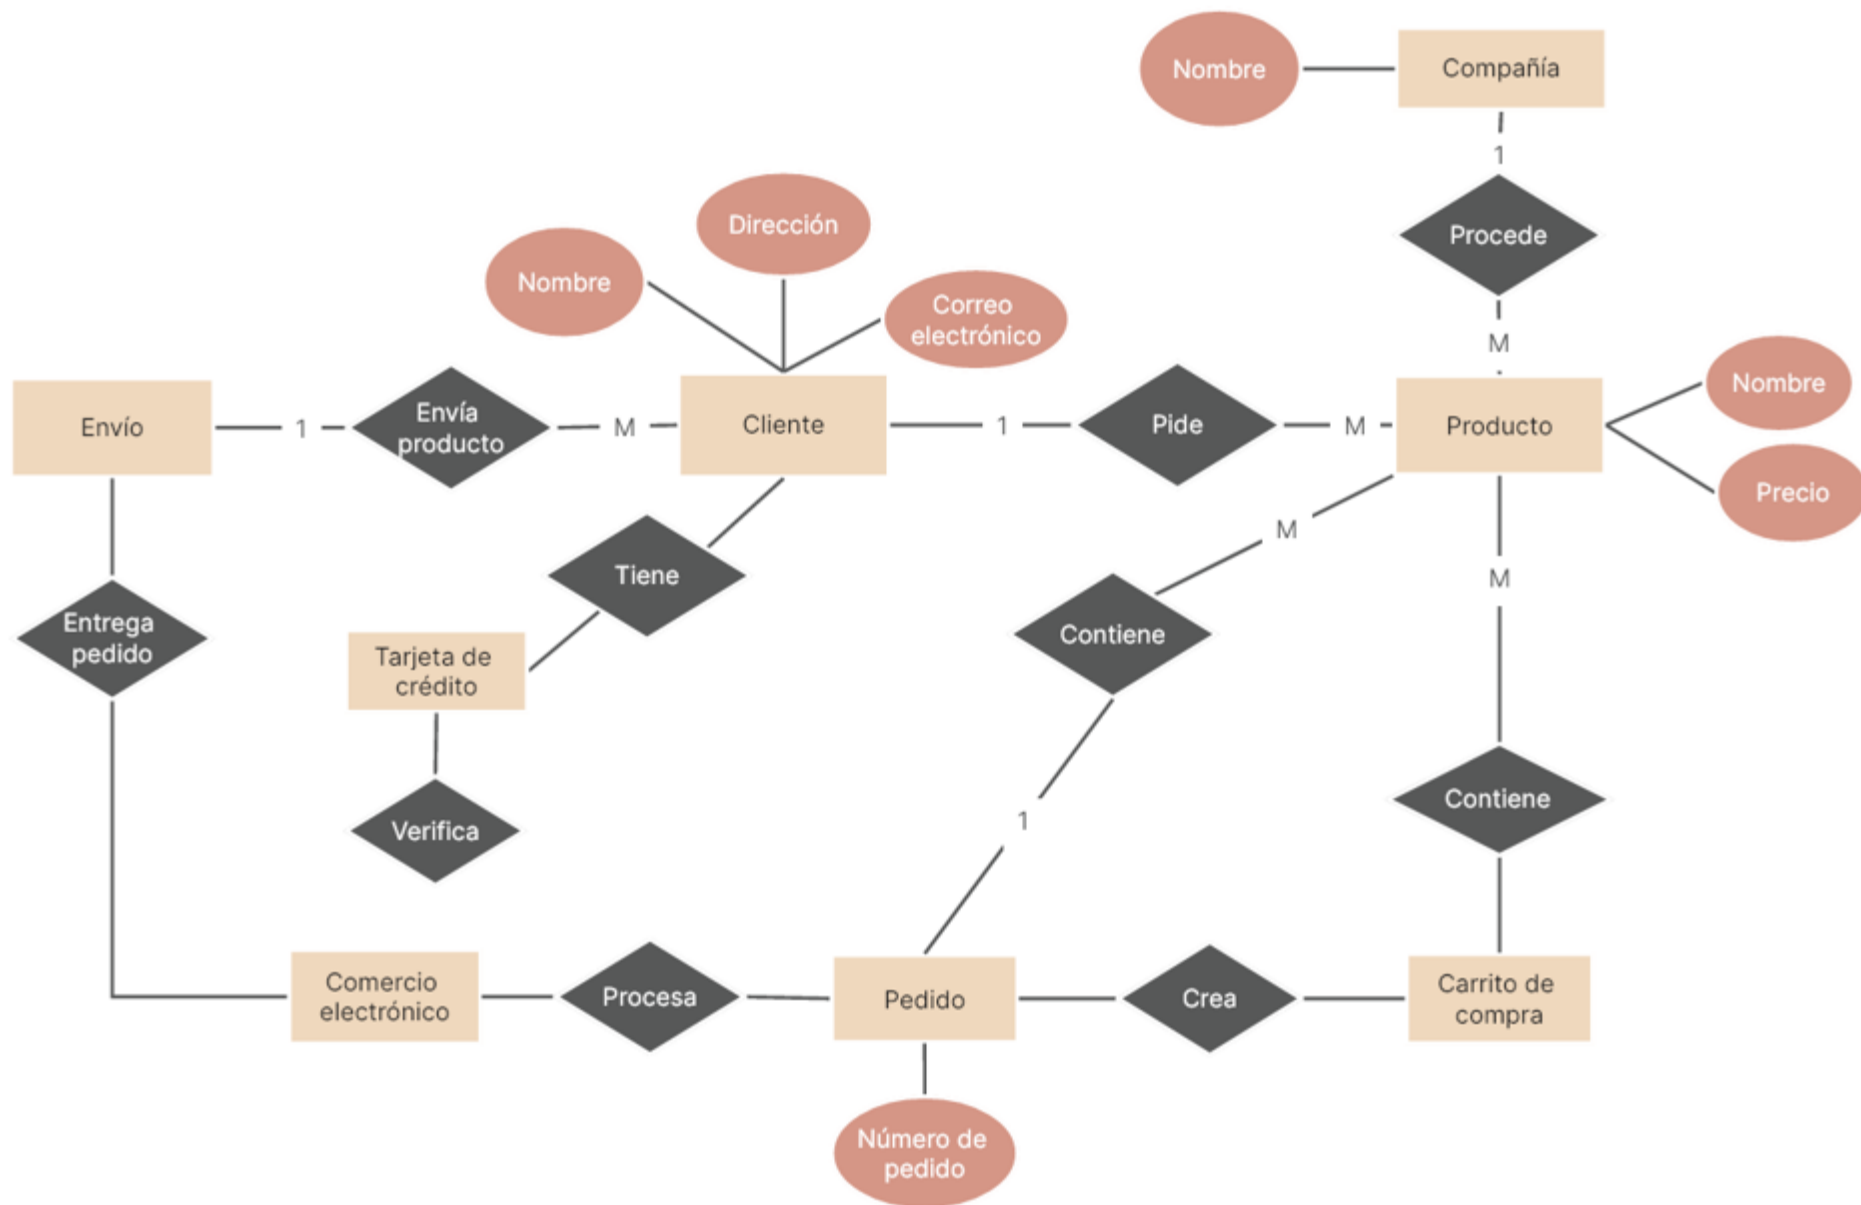 Nombre
Compañía
1
Procede
M
Dirección
Nombre
Correo
electrónico
Envío
1
Envía
producto
M
Cliente
1
Pide
M
Producto
Nombre
Precio
M
M
Tiene
Contiene
Entrega
pedido
Tarjeta de
crédito
Verifica
1
Contiene
Comercio
electrónico
Procesa
Pedido
Crea
Carrito de
compra
Número de
pedido